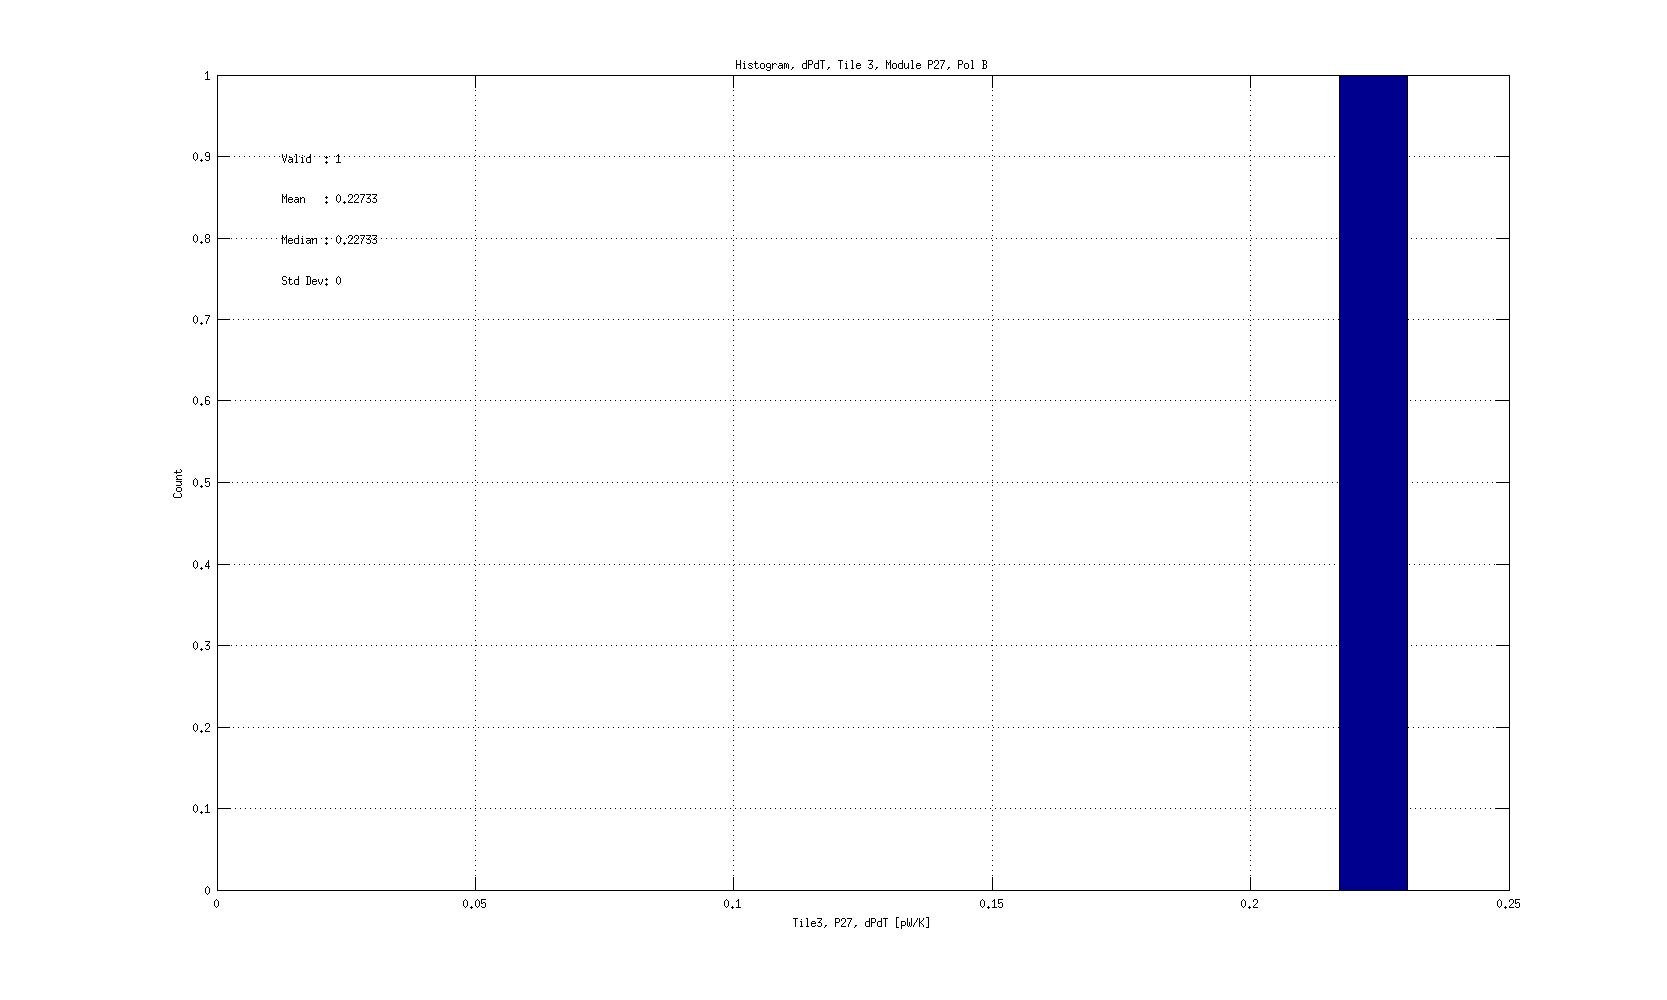 Histogram, dPdT, Tile 3, Module P27, Pol B
1
0.9
0.8
0.7
0.6
0.5
0.4
0.3
0.2
0.1
0
Valid : 1
Mean : 0.22733
Median : 0.22733
Std Dev: 0
Count
0 0.05 0.1 0.15 0.2 0.25
Tile3, P27, dPdT [pW/K]